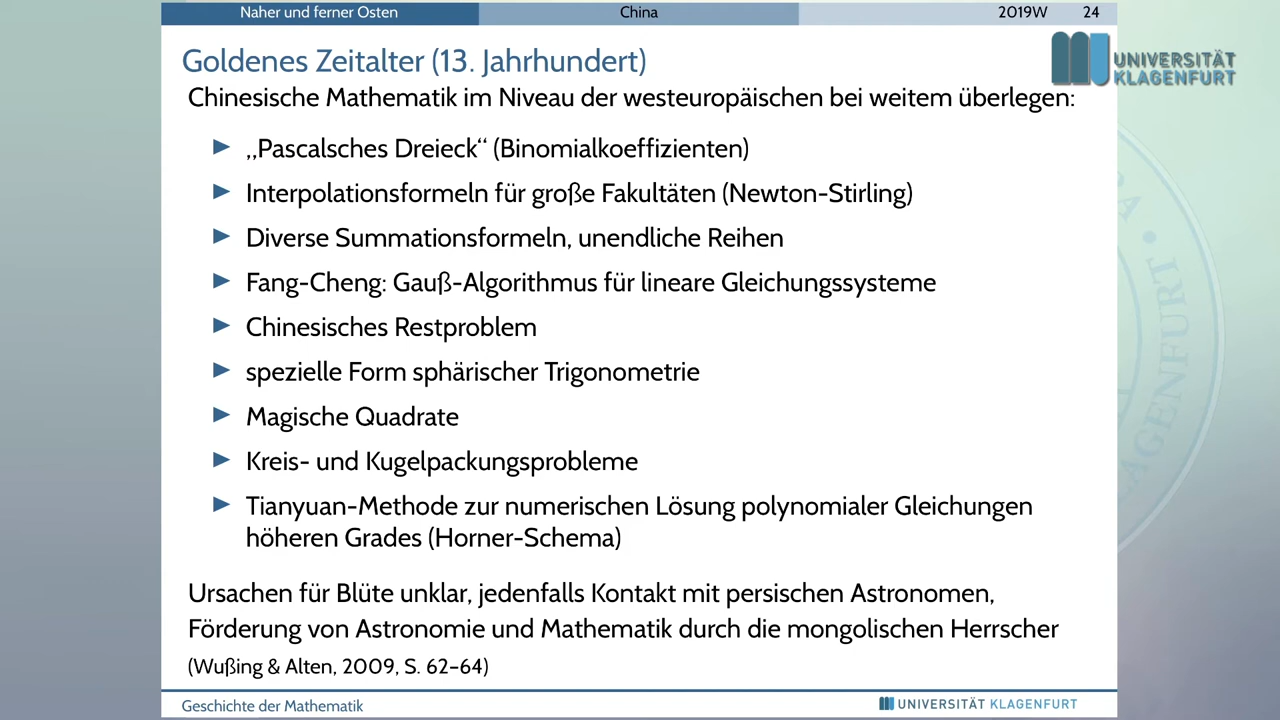 Naher und ferner Osten China 2019W 24
Goldenes Zeitalter (13. Jahrhundert)
UNIVERSITÄT
KLAGENFURT
Chinesische Mathematik im Niveau der westeuropäischen bei weitem überlegen:
„Pascalsches Dreieck“ (Binomialkoeffizienten)
Interpolationsformeln für große Fakultäten (Newton-Stirling)
Diverse Summationsformeln, unendliche Reihen
Fang-Cheng: Gauß-Algorithmus für lineare Gleichungssysteme
Chinesisches Restproblem
spezielle Form sphärischer Trigonometrie
Magische Quadrate
Kreis- und Kugelpackungsprobleme
Tianyuan-Methode zur numerischen Lösung polynomialer Gleichungen
höheren Grades (Horner-Schema)
Ursachen für Blüte unklar, jedenfalls Kontakt mit persischen Astronomen,
Förderung von Astronomie und Mathematik durch die mongolischen Herrscher
(Wußing & Alten, 2009, S. 62–64)
Geschichte der Mathematik UNIVERSITÄT KLAGENFURT
AGENFURT